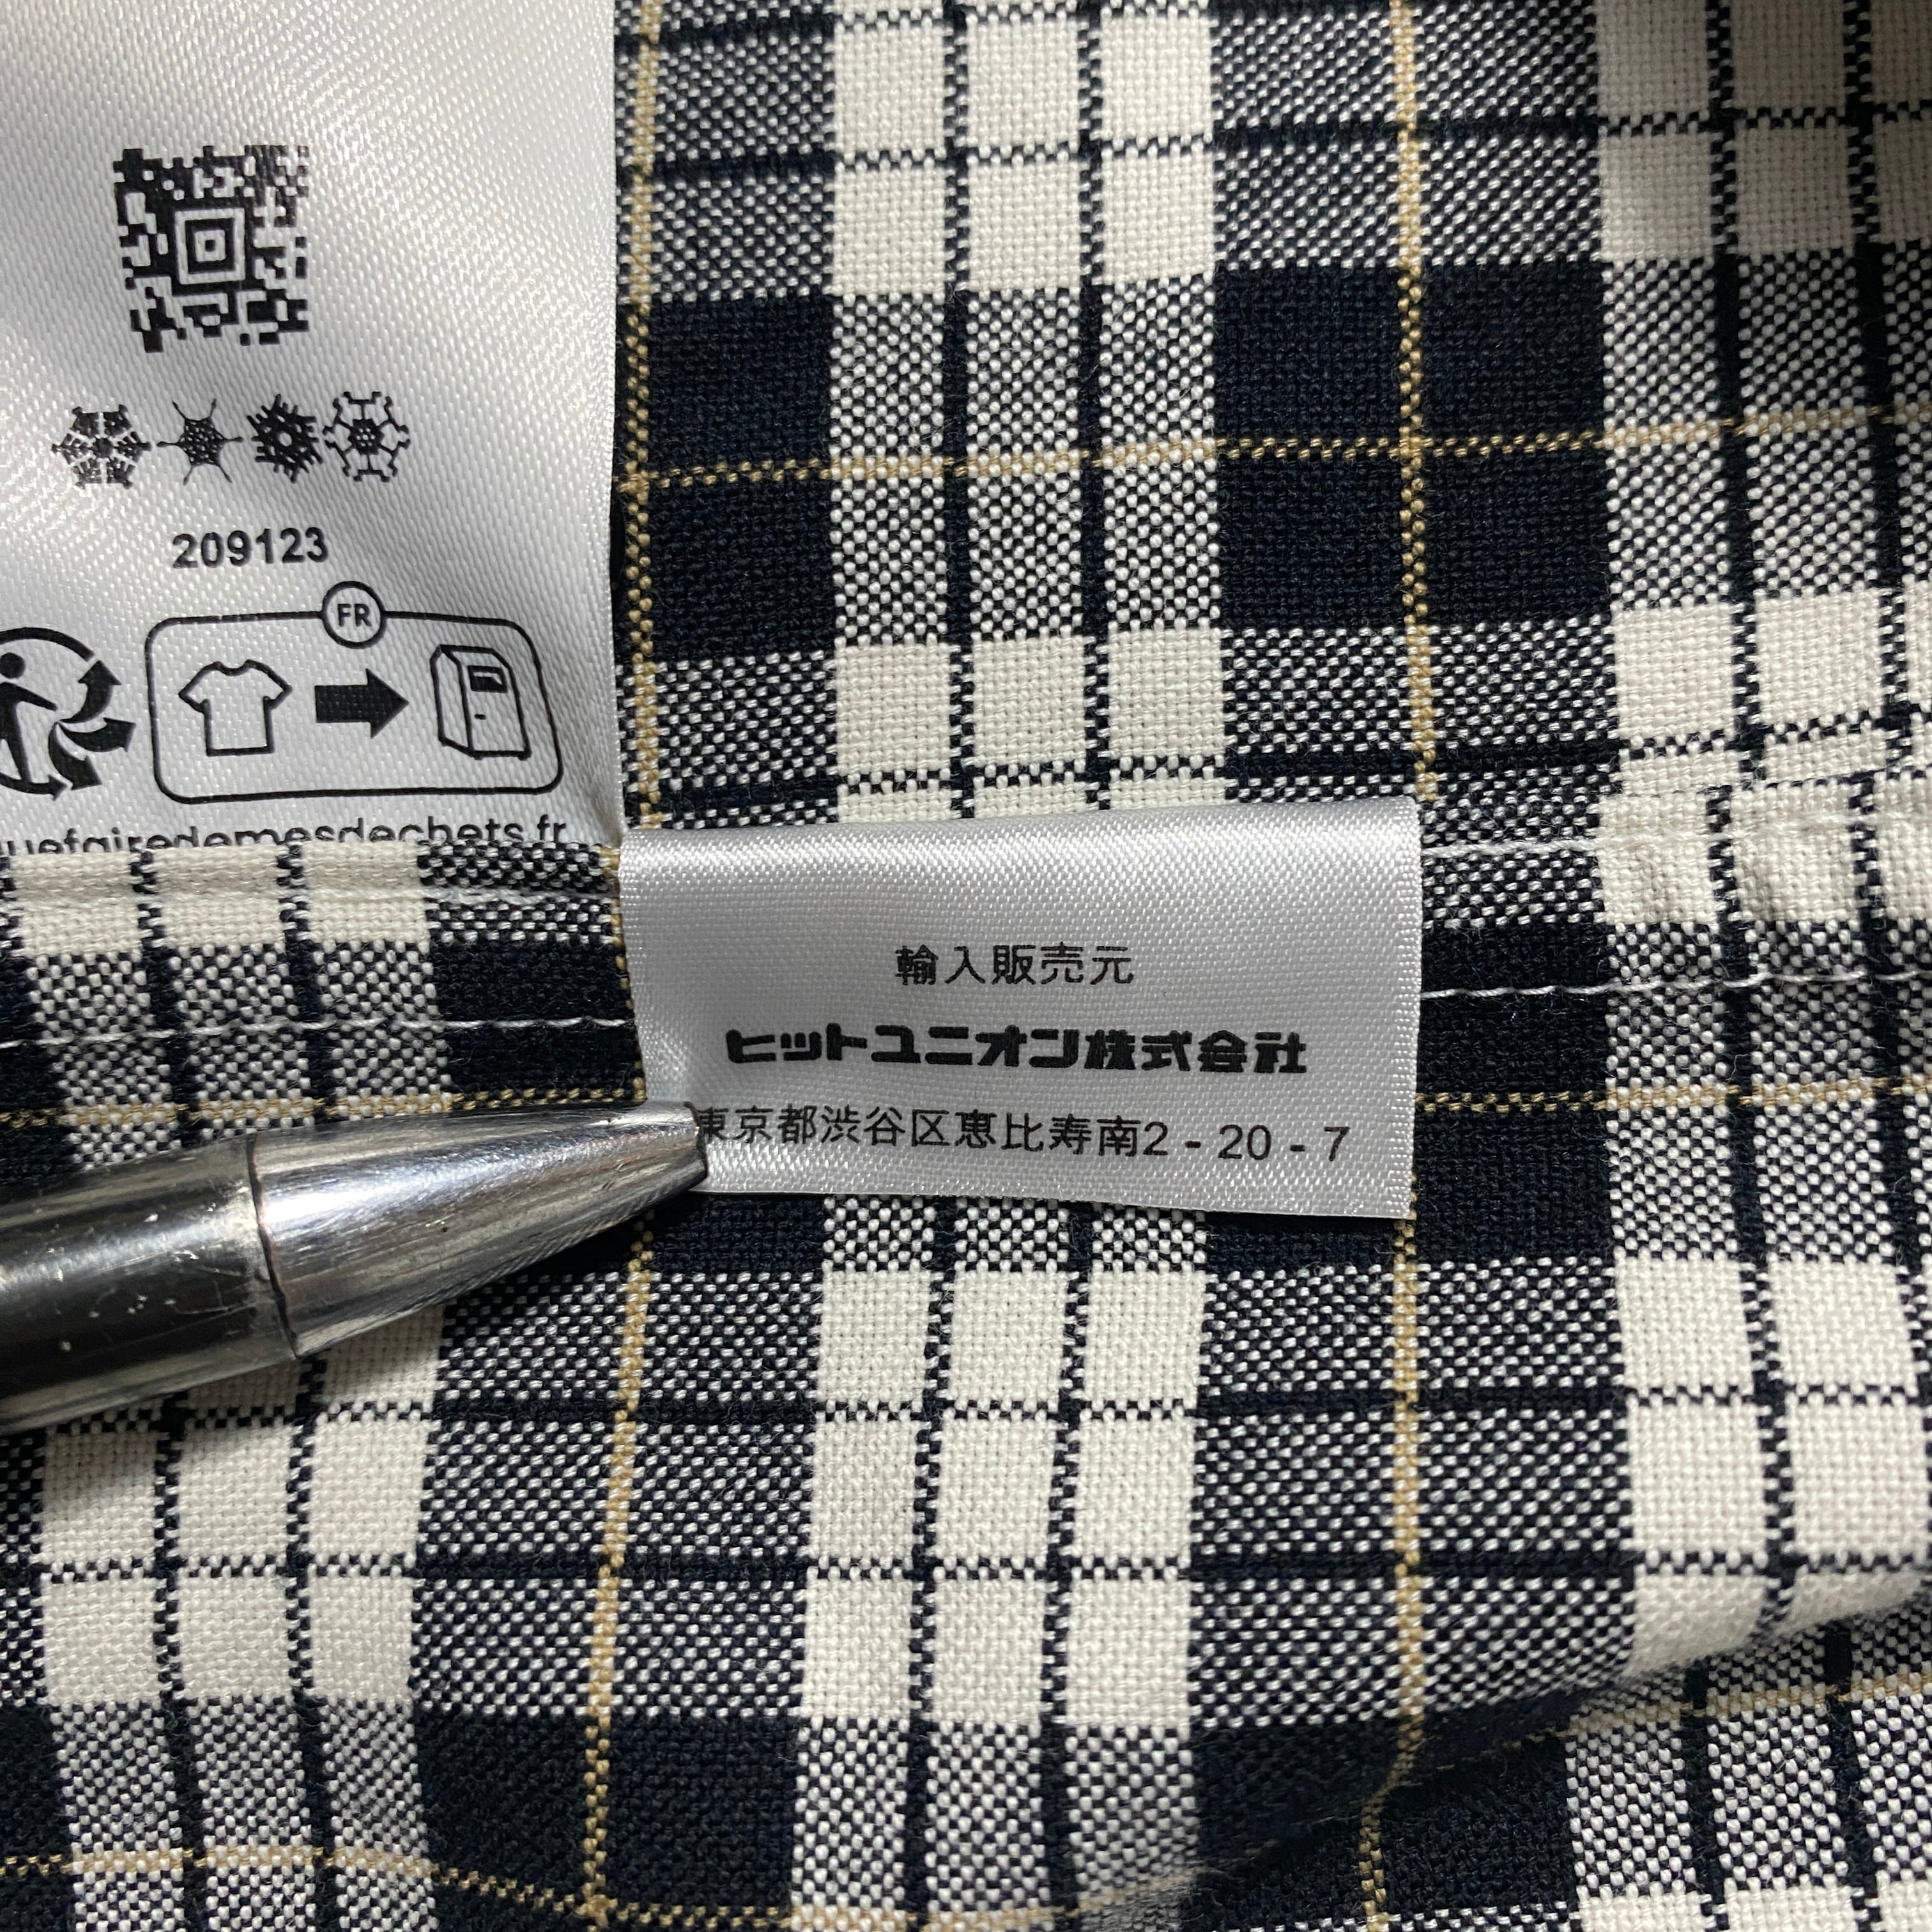 209123
FR
uefairedemesdechets.fr
輸入販売元
ヒットユニオン株式会社
東京都渋谷区恵比寿南2 - 20 - 7